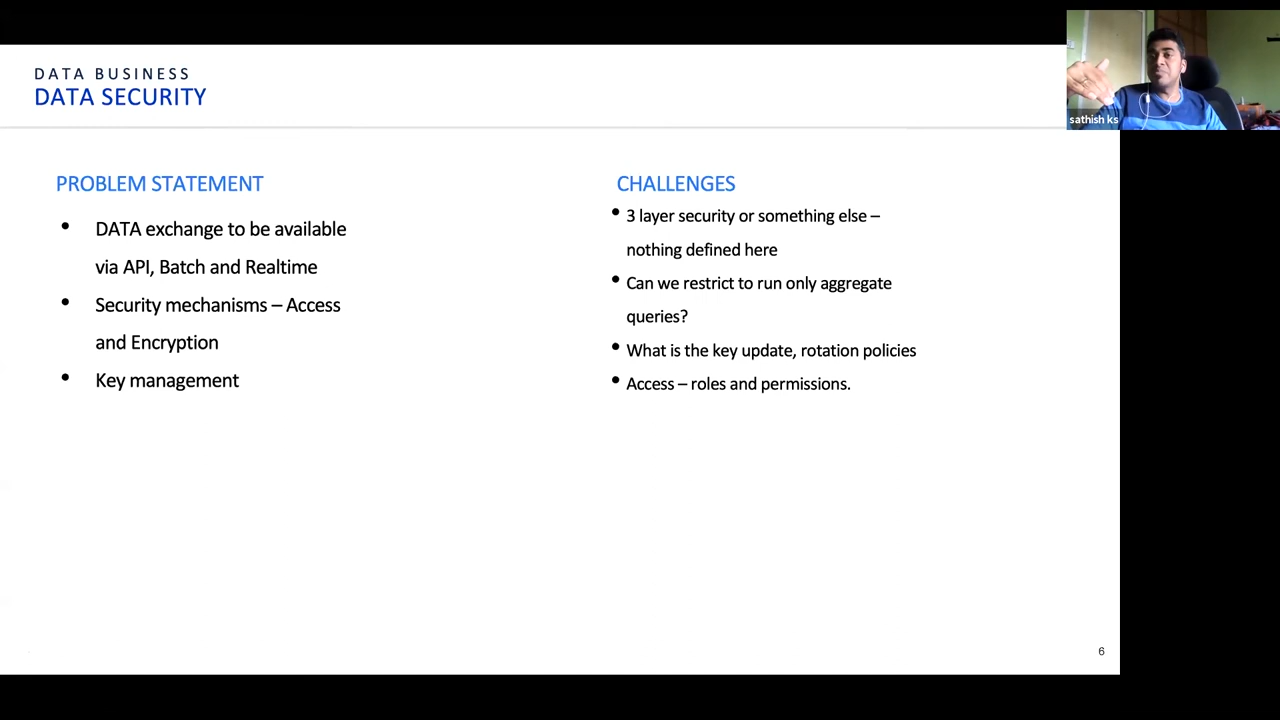 DATA BUSINESS
DATA SECURITY
sathish ks
PROBLEM STATEMENT
• DATA exchange to be available
via API, Batch and Realtime
• Security mechanisms – Access
and Encryption
• Key management
CHALLENGES
• 3 layer security or something else –
nothing defined here
• Can we restrict to run only aggregate
queries?
• What is the key update, rotation policies
• Access – roles and permissions.
6